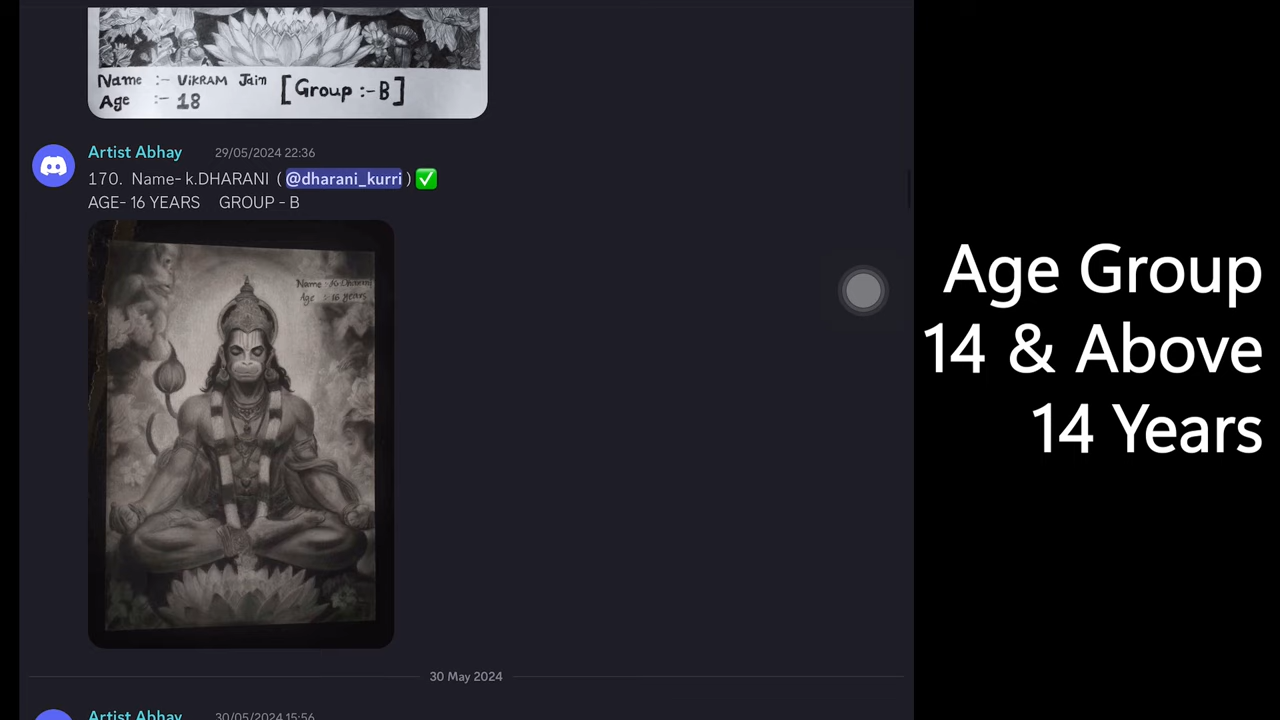 Name :- VIKRAM Jain [Group :- B]
Age :- 18
Artist Abhay 29/05/2024 22:36
170. Name- k.DHARANI ( @dharani_kurri ) ✅
AGE- 16 YEARS GROUP - B
Name : K. Dharani
Age : 16 years
30 May 2024
Artist Abhay 30/05/2024 15:56
Age Group
14 & Above
14 Years